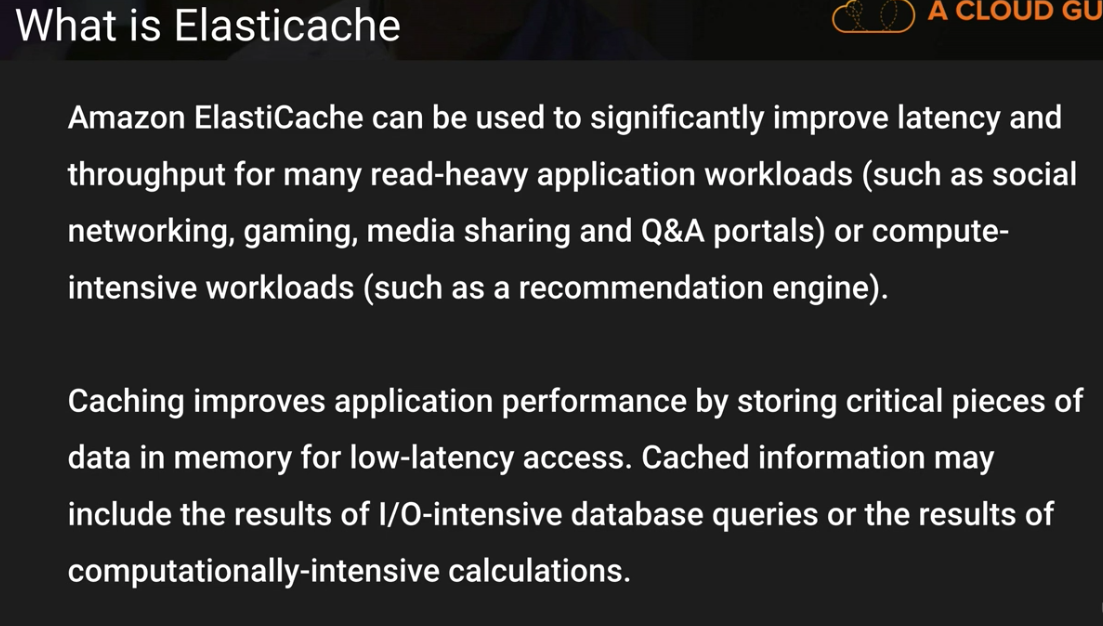 What is Elasticache
A CLOUD GU
Amazon ElastiCache can be used to significantly improve latency and
throughput for many read-heavy application workloads (such as social
networking, gaming, media sharing and Q&A portals) or compute-
intensive workloads (such as a recommendation engine).
Caching improves application performance by storing critical pieces of
data in memory for low-latency access. Cached information may
include the results of I/O-intensive database queries or the results of
computationally-intensive calculations.